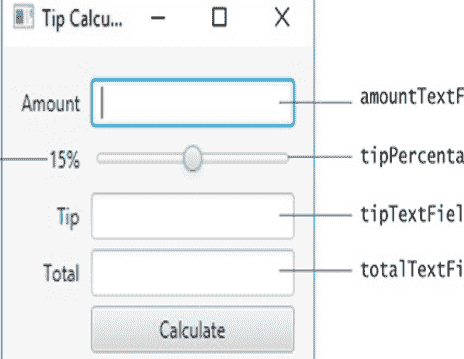 Tip Calcu...
Amount amountTextF
15% tipPercenta
Tip tipTextFiel
Total totalTextFi
Calculate